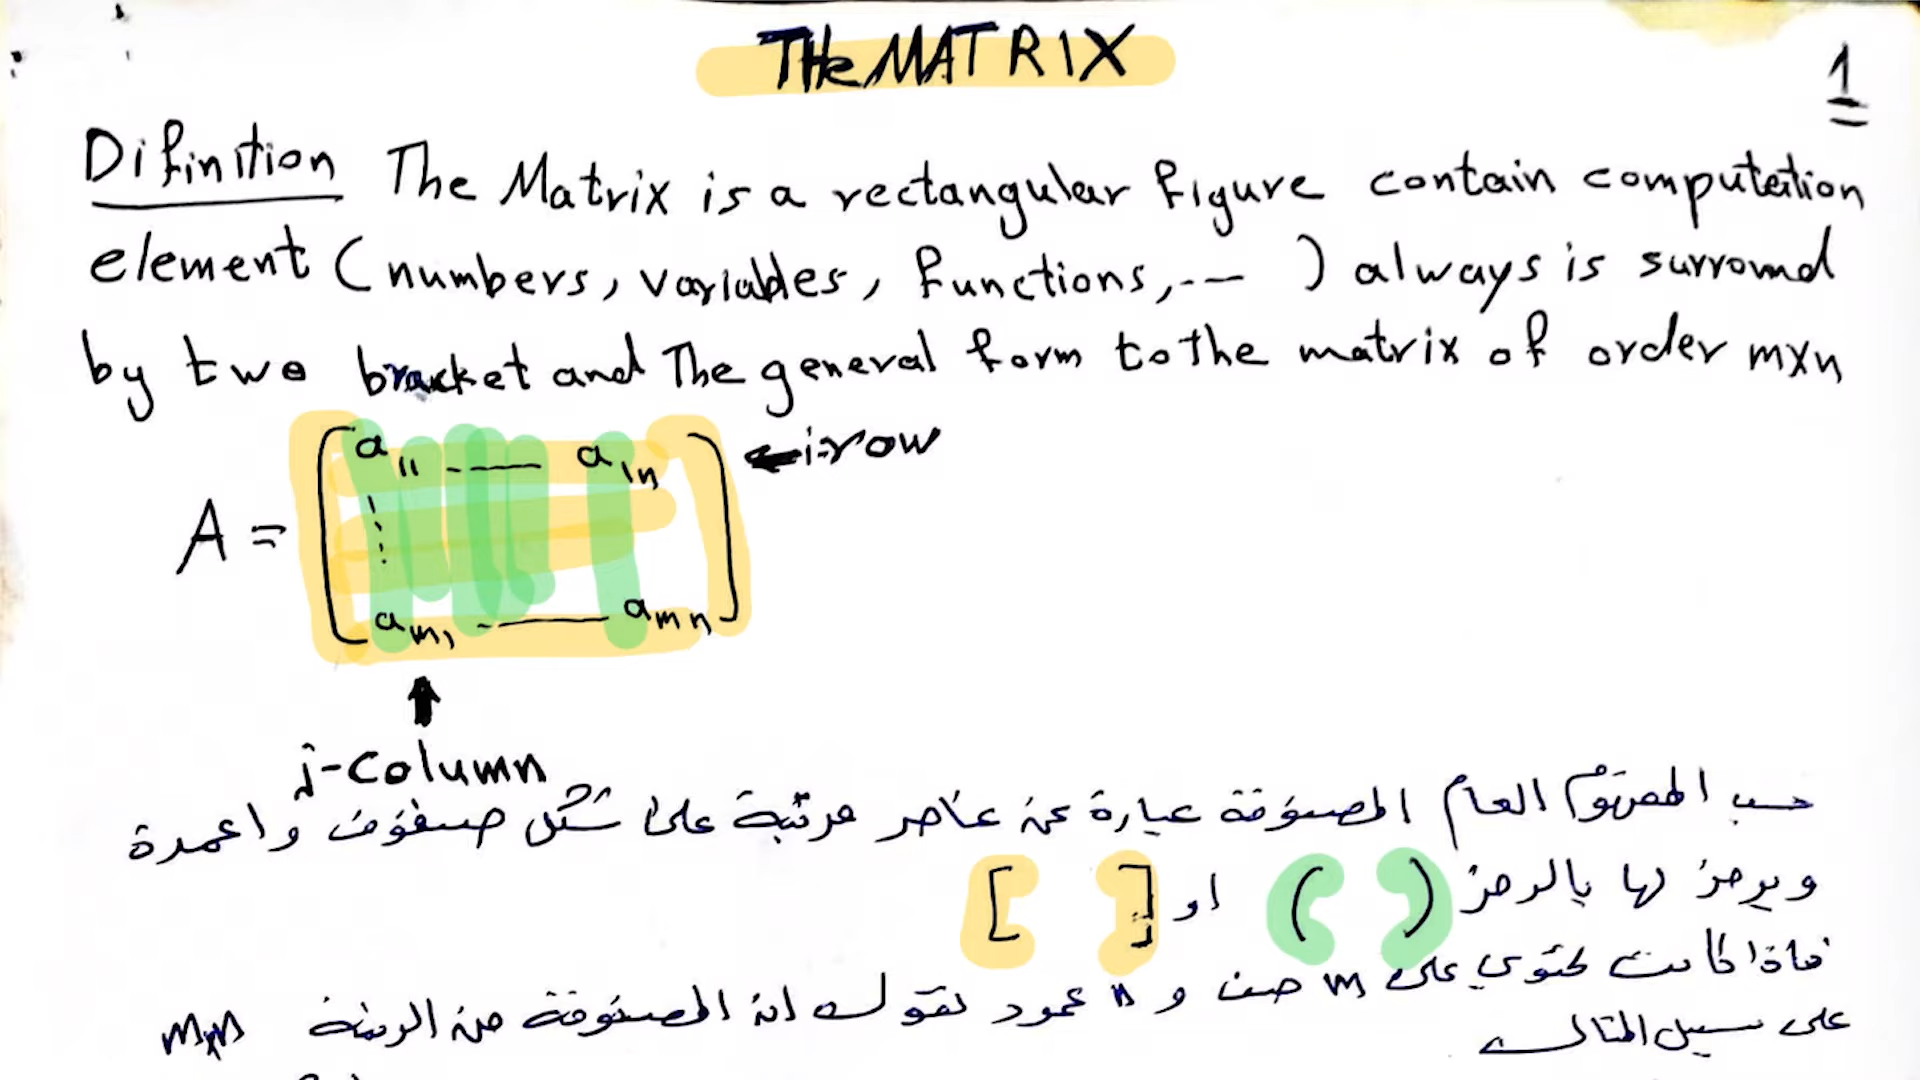 THe MATRIX
1
Difinition The Matrix is a rectangular figure contain computation
element (numbers, variables, functions, ---- ) always is surround
by two bracket and The general form to the matrix of order mxn
A = [ a11 ---- a1n ← i-row
⋮
am1 ---- amn ]
↑
j-column
حسب المفهوم العام المصفوفة عبارة عن عناصر مرتبة على شكل صفوف واعمدة
ويرمز لها بالرمز ( ) او [ ]
فاذا كانت تحتوي على m صف و n عمود نقول ان المصفوفة من الرتبة mxn
على سبيل المثال